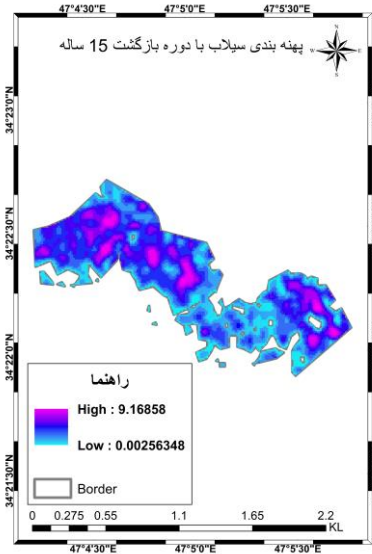 47°4'30"E 47°5'0"E 47°5'30"E
پهنه بندی سیلاب با دوره بازگشت 15 ساله
N
W E
S
34°23'0"N
34°22'30"N
34°22'0"N
34°21'30"N
راهنما
High : 9.16858
Low : 0.00256348
Border
0 0.275 0.55 1.1 1.65 2.2
KL
47°4'30"E 47°5'0"E 47°5'30"E